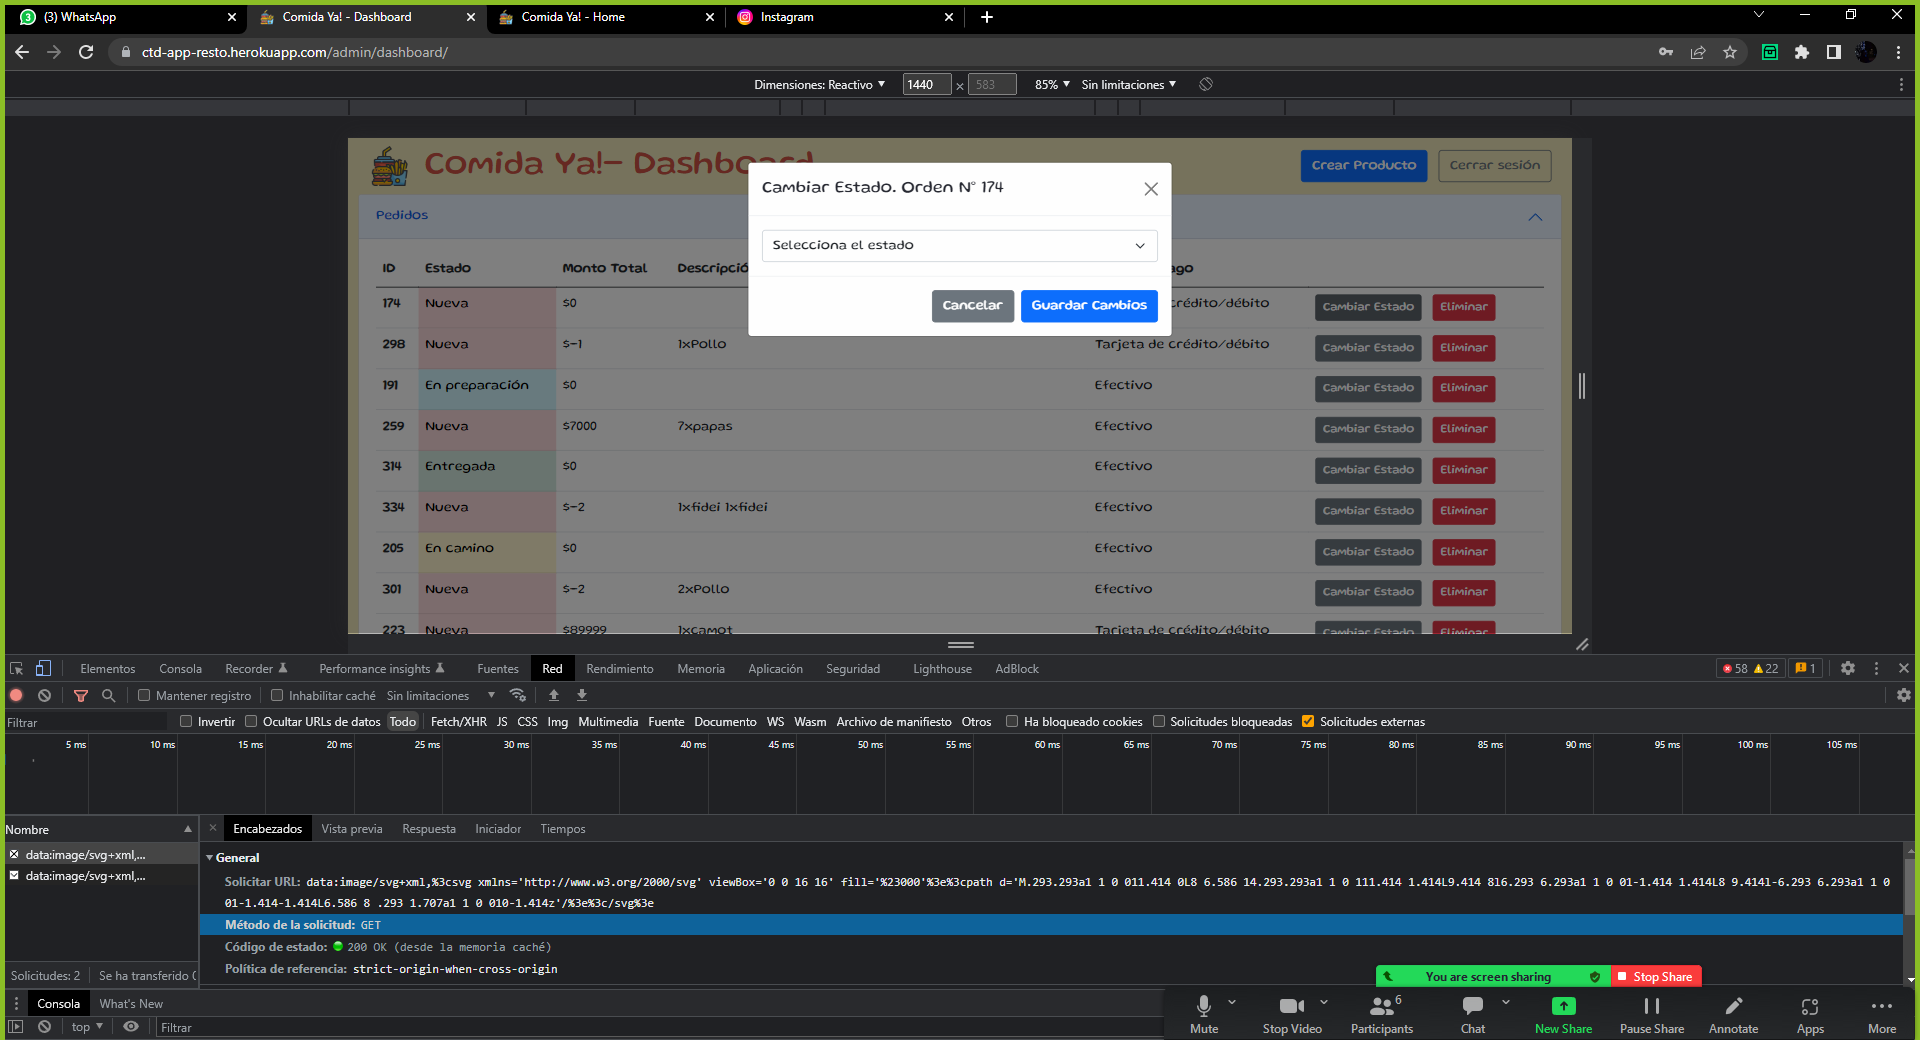 (3) WhatsApp
Comida Ya! - Dashboard
Comida Ya! - Home
Instagram
ctd-app-resto.herokuapp.com/admin/dashboard/
Dimensiones: Reactivo 1440 × 583 85% Sin limitaciones
Comida Ya!- Dashboard
Crear Producto
Cerrar sesión
Cambiar Estado. Orden N° 174
Selecciona el estado
Cancelar
Guardar Cambios
Pedidos
ID Estado Monto Total Descripció ago
174 Nueva $0 crédito/débito Cambiar Estado Eliminar
298 Nueva $-1 1xPollo Tarjeta de crédito/débito Cambiar Estado Eliminar
191 En preparación $0 Efectivo Cambiar Estado Eliminar
259 Nueva $7000 7xpapas Efectivo Cambiar Estado Eliminar
314 Entregada $0 Efectivo Cambiar Estado Eliminar
334 Nueva $-2 1xfidei 1xfidei Efectivo Cambiar Estado Eliminar
205 En camino $0 Efectivo Cambiar Estado Eliminar
301 Nueva $-2 2xPollo Efectivo Cambiar Estado Eliminar
223 Nueva $89999 1xcamot Tarjeta de crédito/débito Cambiar Estado Eliminar
Elementos Consola Recorder Performance insights Fuentes Red Rendimiento Memoria Aplicación Seguridad Lighthouse AdBlock 58 22 1
Mantener registro Inhabilitar caché Sin limitaciones
Filtrar Invertir Ocultar URLs de datos Todo Fetch/XHR JS CSS Img Multimedia Fuente Documento WS Wasm Archivo de manifiesto Otros Ha bloqueado cookies Solicitudes bloqueadas Solicitudes externas
5 ms 10 ms 15 ms 20 ms 25 ms 30 ms 35 ms 40 ms 45 ms 50 ms 55 ms 60 ms 65 ms 70 ms 75 ms 80 ms 85 ms 90 ms 95 ms 100 ms 105 ms
Nombre
data:image/svg+xml,...
data:image/svg+xml,...
Solicitudes: 2 Se ha transferido
Encabezados Vista previa Respuesta Iniciador Tiempos
General
Solicitar URL: data:image/svg+xml,%3csvg xmlns='http://www.w3.org/2000/svg' viewBox='0 0 16 16' fill='%23000'%3e%3cpath d='M.293.293a1 1 0 011.414 0L8 6.586 14.293.293a1 1 0 111.414 1.414L9.414 8l6.293 6.293a1 1 0 01-1.414 1.414L8 9.414l-6.293 6.293a1 1 0
01-1.414-1.414L6.586 8 .293 1.707a1 1 0 010-1.414z'/%3e%3c/svg%3e
Método de la solicitud: GET
Código de estado: 200 OK (desde la memoria caché)
Política de referencia: strict-origin-when-cross-origin
Consola What's New
top Filtrar
You are screen sharing Stop Share
Mute Stop Video Participants 6 Chat New Share Pause Share Annotate Apps More